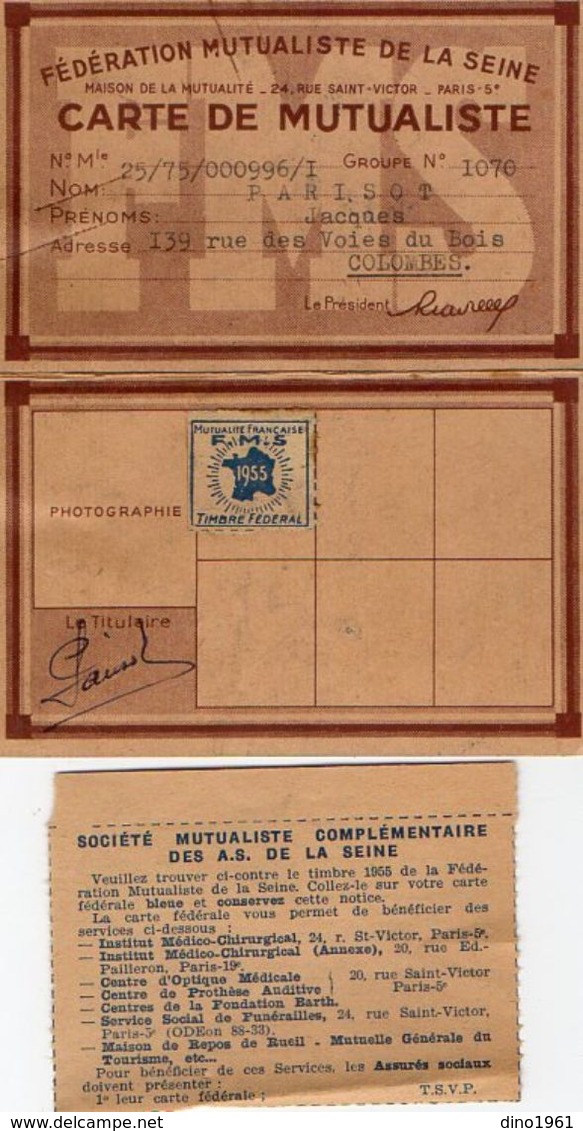 FÉDÉRATION MUTUALISTE DE LA SEINE
MAISON DE LA MUTUALITÉ - 24, RUE SAINT-VICTOR - PARIS-5e
CARTE DE MUTUALISTE
No Mle 25/75/000996/I GROUPE No 1070
NOM: PARISOT
PRÉNOMS: Jacques
Adresse 139 rue des Voies du Bois
COLOMBES.
Le Président
MUTUALITÉ FRANÇAISE
F.M.S
1955
TIMBRE FÉDÉRAL
PHOTOGRAPHIE
Le Titulaire
SOCIÉTÉ MUTUALISTE COMPLÉMENTAIRE
DES A.S. DE LA SEINE
Veuillez trouver ci-contre le timbre 1955 de la Fédé-
ration Mutualiste de la Seine. Collez-le sur votre carte
fédérale bleue et conservez cette notice.
La carte fédérale vous permet de bénéficier des
services ci-dessous :
— Institut Médico-Chirurgical, 24, r. St-Victor, Paris-5e.
— Institut Médico-Chirurgical (Annexe), 20, rue Ed.-
Pailleron, Paris-19e
— Centre d'Optique Médicale
— Centre de Prothèse Auditive
20, rue Saint-Victor
Paris-5e
— Centres de la Fondation Barth.
— Service Social de Funérailles, 24, rue Saint-Victor,
Paris-5e (ODEon 88-33).
— Maison de Repos de Rueil - Mutuelle Générale du
Tourisme, etc...
Pour bénéficier de ces Services, les Assurés sociaux
doivent présenter :
1o leur carte fédérale ;
T.S.V.P.
dino1961